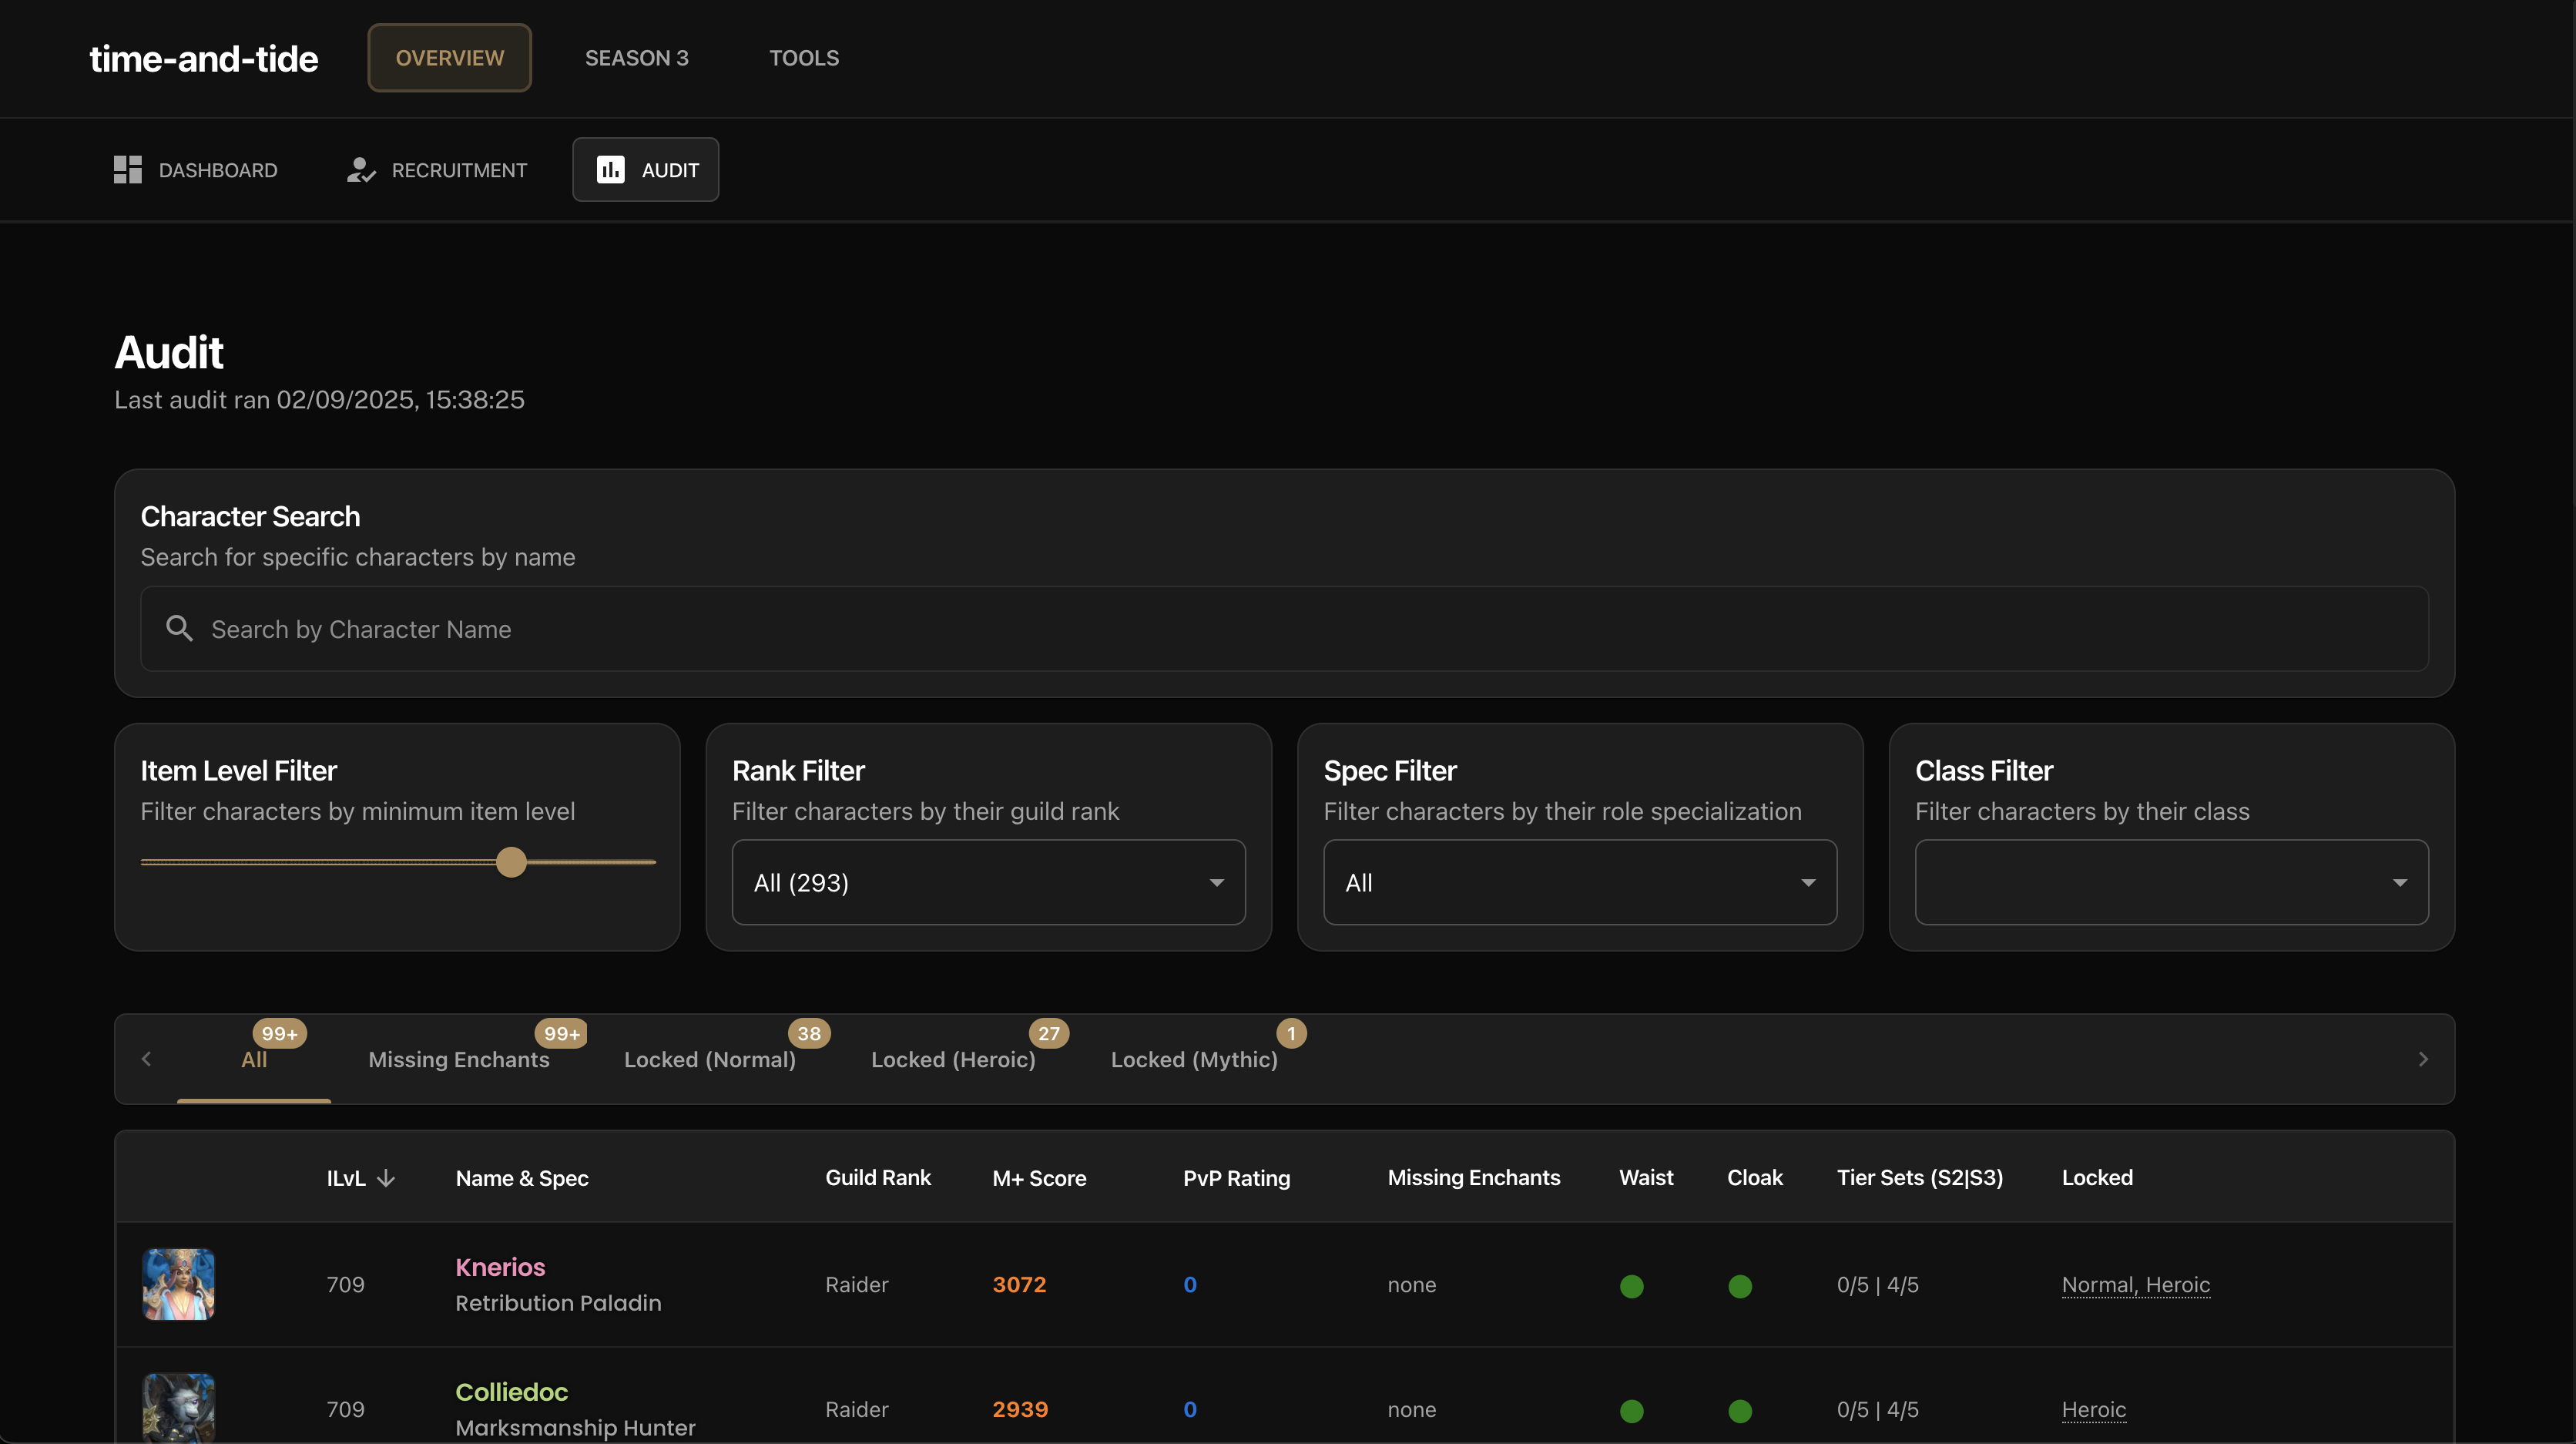 time-and-tide OVERVIEW SEASON 3 TOOLS
DASHBOARD RECRUITMENT AUDIT
Audit
Last audit ran 02/09/2025, 15:38:25
Character Search
Search for specific characters by name
Search by Character Name
Item Level Filter
Filter characters by minimum item level
Rank Filter
Filter characters by their guild rank
All (293)
Spec Filter
Filter characters by their role specialization
All
Class Filter
Filter characters by their class
All 99+
Missing Enchants 99+
Locked (Normal) 38
Locked (Heroic) 27
Locked (Mythic) 1
ILvL Name & Spec Guild Rank M+ Score PvP Rating Missing Enchants Waist Cloak Tier Sets (S2|S3) Locked
709 Knerios Raider 3072 0 none 0/5 | 4/5 Normal, Heroic
Retribution Paladin
709 Colliedoc Raider 2939 0 none 0/5 | 4/5 Heroic
Marksmanship Hunter